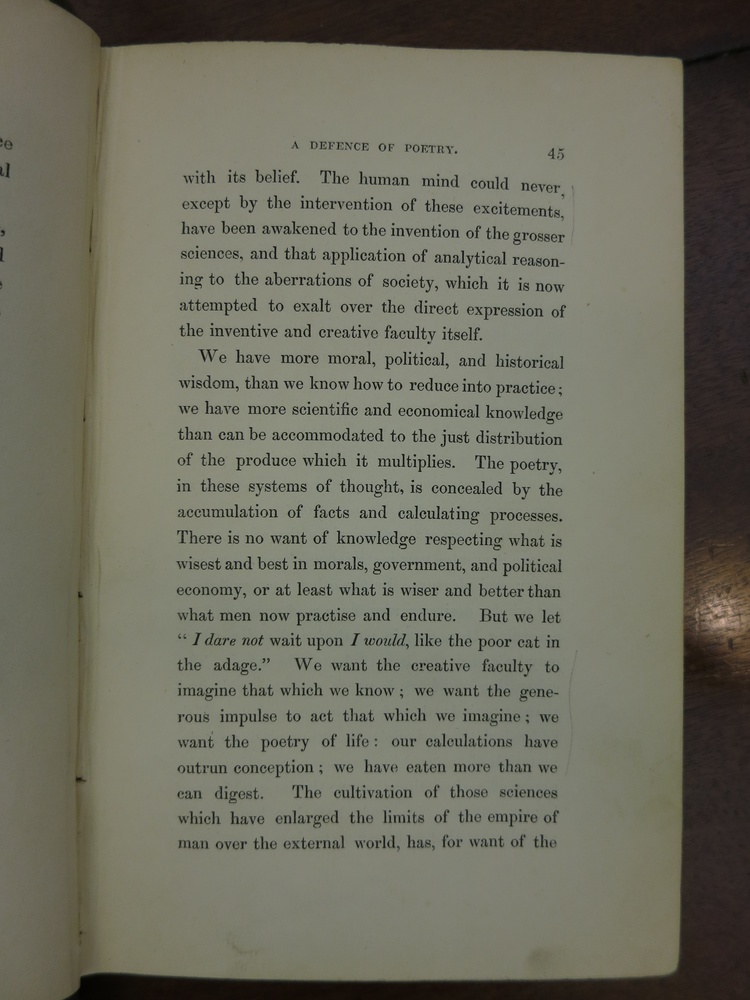 A DEFENCE OF POETRY. 45
with its belief. The human mind could never,
except by the intervention of these excitements,
have been awakened to the invention of the grosser
sciences, and that application of analytical reason-
ing to the aberrations of society, which it is now
attempted to exalt over the direct expression of
the inventive and creative faculty itself.
We have more moral, political, and historical
wisdom, than we know how to reduce into practice;
we have more scientific and economical knowledge
than can be accommodated to the just distribution
of the produce which it multiplies. The poetry,
in these systems of thought, is concealed by the
accumulation of facts and calculating processes.
There is no want of knowledge respecting what is
wisest and best in morals, government, and political
economy, or at least what is wiser and better than
what men now practise and endure. But we let
“ I dare not wait upon I would, like the poor cat in
the adage.” We want the creative faculty to
imagine that which we know ; we want the gene-
rous impulse to act that which we imagine ; we
want the poetry of life : our calculations have
outrun conception ; we have eaten more than we
can digest. The cultivation of those sciences
which have enlarged the limits of the empire of
man over the external world, has, for want of the